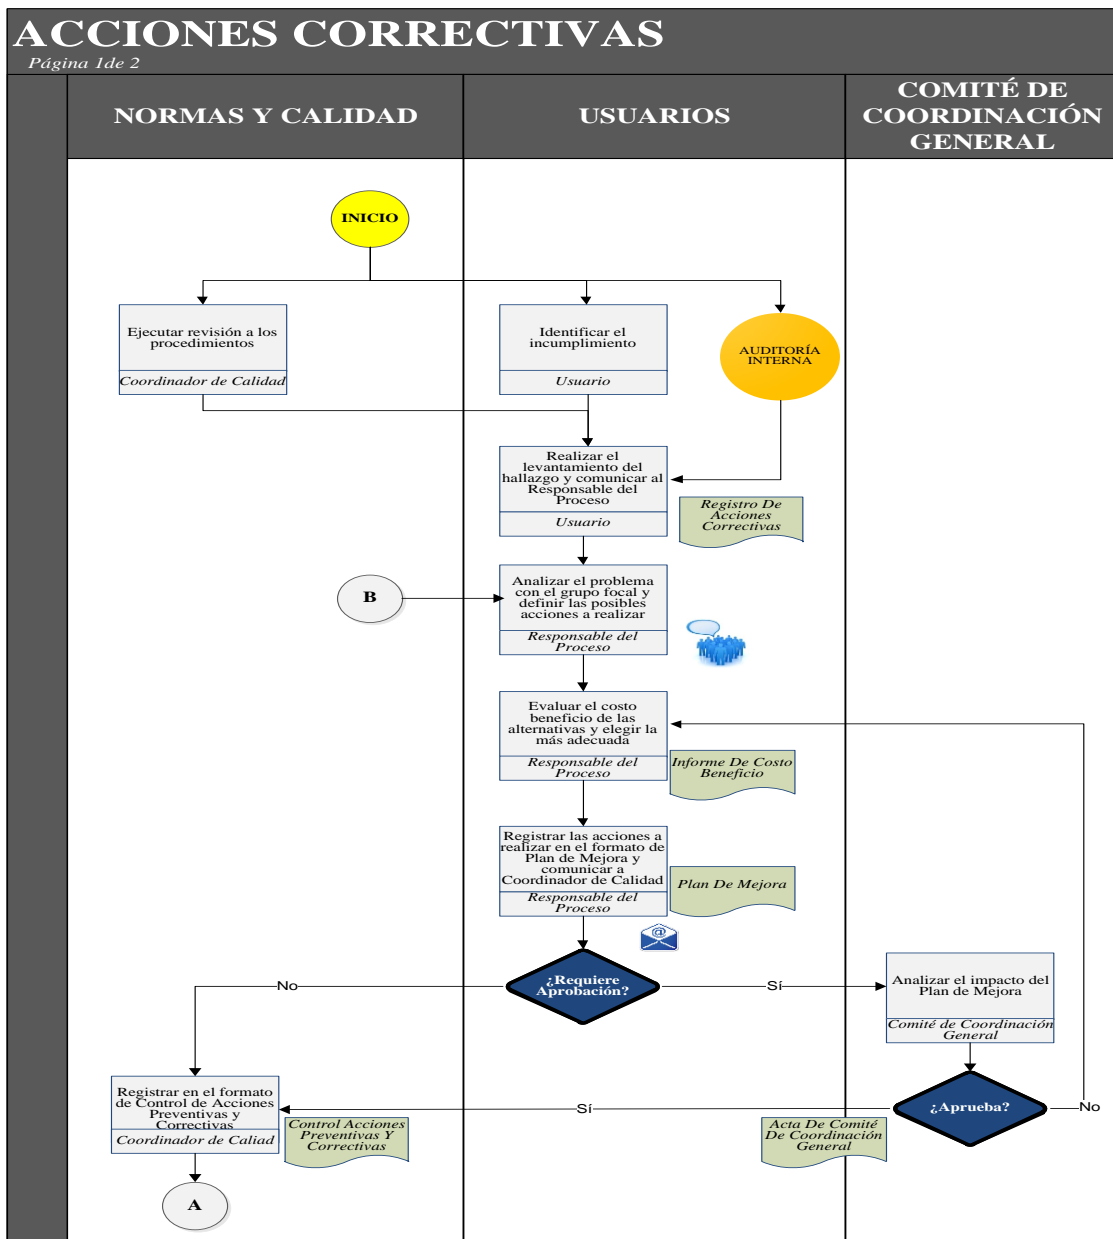 ACCIONES CORRECTIVAS
Página 1de 2
NORMAS Y CALIDAD
USUARIOS
COMITÉ DE
COORDINACIÓN
GENERAL
INICIO
Ejecutar revisión a los
procedimientos
Coordinador de Calidad
Identificar el
incumplimiento
Usuario
AUDITORÍA
INTERNA
Realizar el
levantamiento del
hallazgo y comunicar al
Responsable del
Proceso
Usuario
Registro De
Acciones
Correctivas
B
Analizar el problema
con el grupo focal y
definir las posibles
acciones a realizar
Responsable del
Proceso
Evaluar el costo
beneficio de las
alternativas y elegir la
más adecuada
Responsable del
Proceso
Informe De Costo
Beneficio
Registrar las acciones a
realizar en el formato de
Plan de Mejora y
comunicar a
Coordinador de Calidad
Responsable del
Proceso
Plan De Mejora
@
¿Requiere
Aprobación?
No
Sí
Analizar el impacto del
Plan de Mejora
Comité de Coordinación
General
¿Aprueba?
No
Sí
Acta De Comité
De Coordinación
General
Registrar en el formato
de Control de Acciones
Preventivas y
Correctivas
Coordinador de Caliad
Control Acciones
Preventivas Y
Correctivas
A